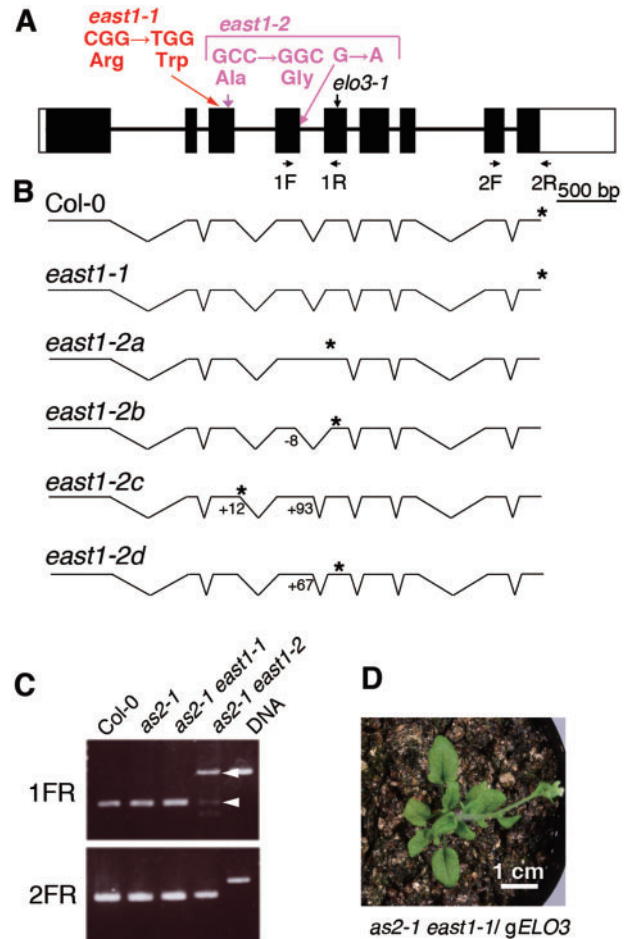 A
east1-1
east1-2
CGG→TGG
GCC→GGC G→A
Arg Trp
Ala Gly
elo3-1
1F 1R 2F 2R
500 bp
B
Col-0
*
east1-1
*
east1-2a
*
east1-2b
-8
*
east1-2c
*
+12
+93
east1-2d
+67
*
C
Col-0
as2-1
as2-1 east1-1
as2-1 east1-2
DNA
1FR
2FR
D
1 cm
as2-1 east1-1/ gELO3